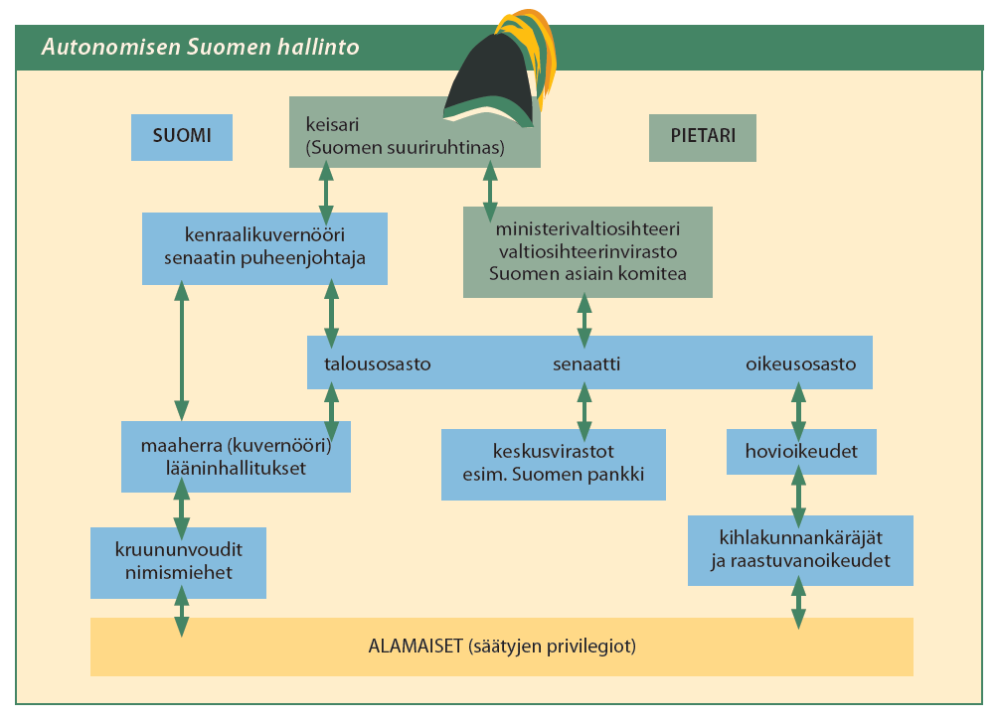 Autonomisen Suomen hallinto
SUOMI
keisari
(Suomen suuriruhtinas)
PIETARI
kenraalikuvernööri
senaatin puheenjohtaja
ministerivaltiosihteeri
valtiosihteerinvirasto
Suomen asiain komitea
talousosasto
senaatti
oikeusosasto
maaherra (kuvernööri)
lääninhallitukset
keskusvirastot
esim. Suomen pankki
hovioikeudet
kruununvoudit
nimismiehet
kihlakunnankäräjät
ja raastuvanoikeudet
ALAMAISET (säätyjen privilegiot)